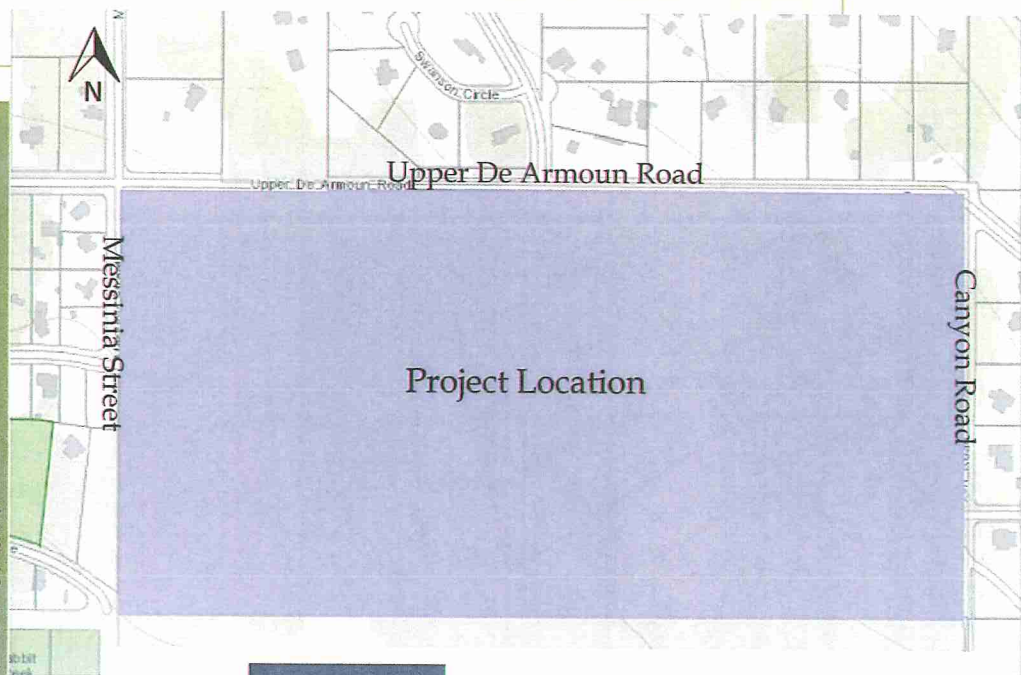 N
N
Swanson Circle
Upper De Armoun Road
Upper De Armoun Road
Messinia Street
Canyon Road
Project Location